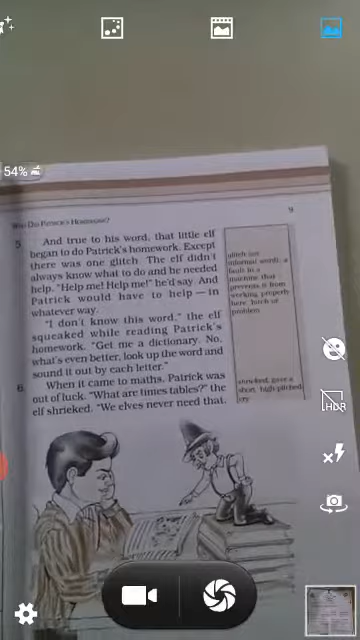 54%
WHO DID PATRICK'S HOMEWORK?
9
5. And true to his word, that little elf
began to do Patrick's homework. Except
there was one glitch. The elf didn't
always know what to do and he needed
help. "Help me! Help me!" he'd say. And
Patrick would have to help — in
whatever way.
"I don't know this word," the elf
squeaked while reading Patrick's
homework. "Get me a dictionary. No,
what's even better, look up the word and
sound it out by each letter."
6. When it came to maths, Patrick was
out of luck. "What are times tables?" the
elf shrieked. "We elves never need that.
glitch (an
informal word): a
fault in a
machine that
prevents it from
working properly
here, hitch or
problem
shrieked: gave a
short, high-pitched
cry
HDR